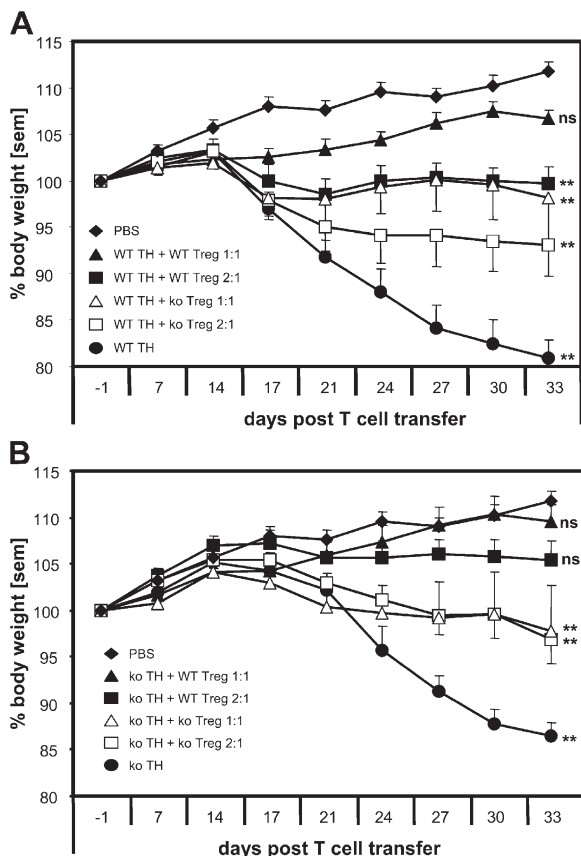 A
115
110
105
100
95
90
85
80
% body weight [sem]
ns
**
**
**
**
PBS
WT TH + WT Treg 1:1
WT TH + WT Treg 2:1
WT TH + ko Treg 1:1
WT TH + ko Treg 2:1
WT TH
-1 7 14 17 21 24 27 30 33
days post T cell transfer
B
115
110
105
100
95
90
85
80
% body weight [sem]
ns
ns
**
**
**
PBS
ko TH + WT Treg 1:1
ko TH + WT Treg 2:1
ko TH + ko Treg 1:1
ko TH + ko Treg 2:1
ko TH
-1 7 14 17 21 24 27 30 33
days post T cell transfer